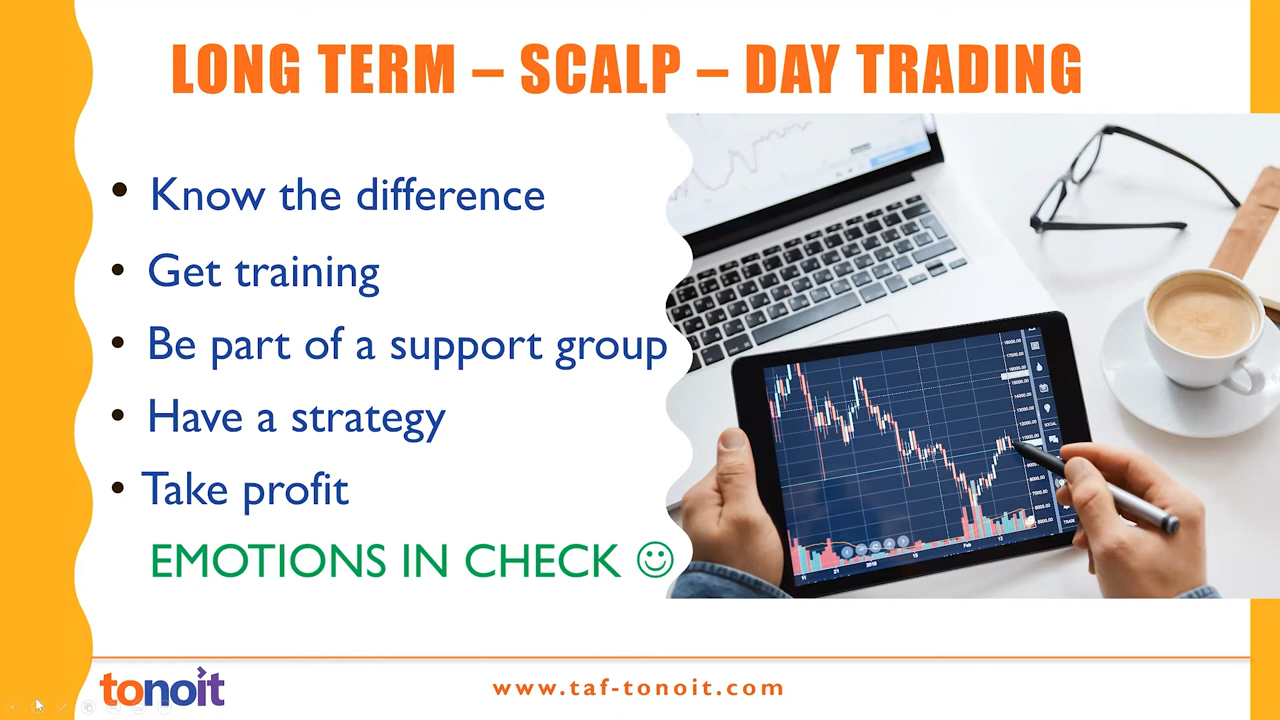 LONG TERM – SCALP – DAY TRADING
• Know the difference
• Get training
• Be part of a support group
• Have a strategy
• Take profit
EMOTIONS IN CHECK ☺
tonoit
www.taf-tonoit.com